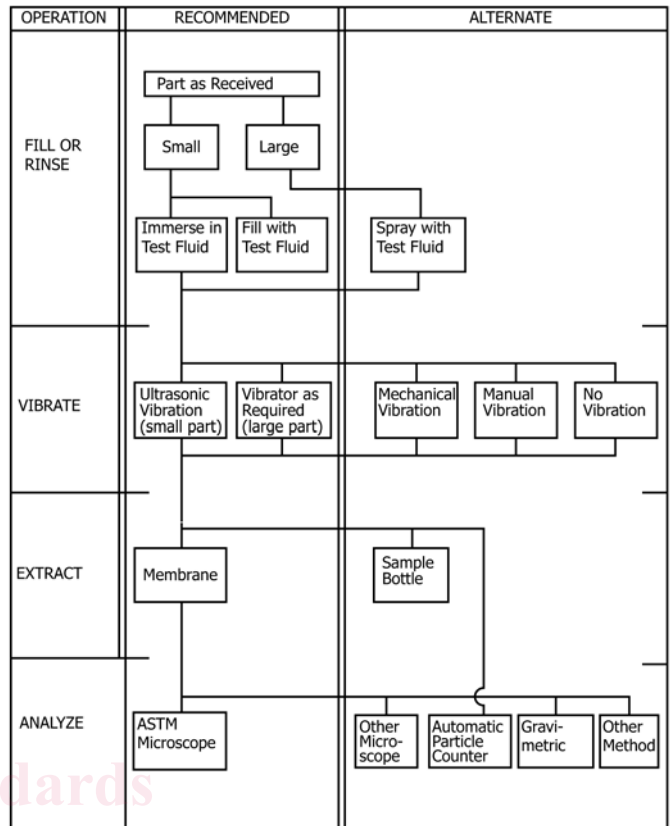 OPERATION RECOMMENDED ALTERNATE
Part as Received
FILL OR
RINSE
Small Large
Immerse in
Test Fluid
Fill with
Test Fluid
Spray with
Test Fluid
VIBRATE
Ultrasonic
Vibration
(small part)
Vibrator as
Required
(large part)
Mechanical
Vibration
Manual
Vibration
No
Vibration
EXTRACT
Membrane
Sample
Bottle
ANALYZE
ASTM
Microscope
Other
Micro-
scope
Automatic
Particle
Counter
Gravi-
metric
Other
Method
dards